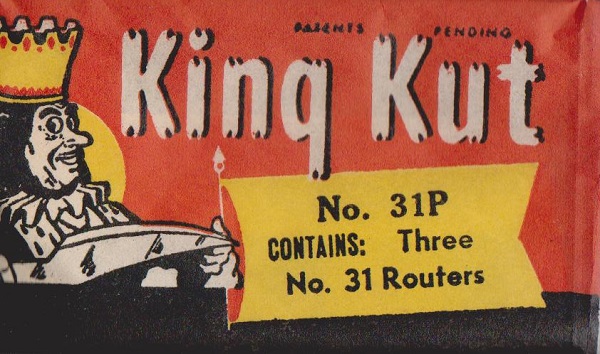 PATENTS PENDING
King Kut
No. 31P
CONTAINS: Three
No. 31 Routers